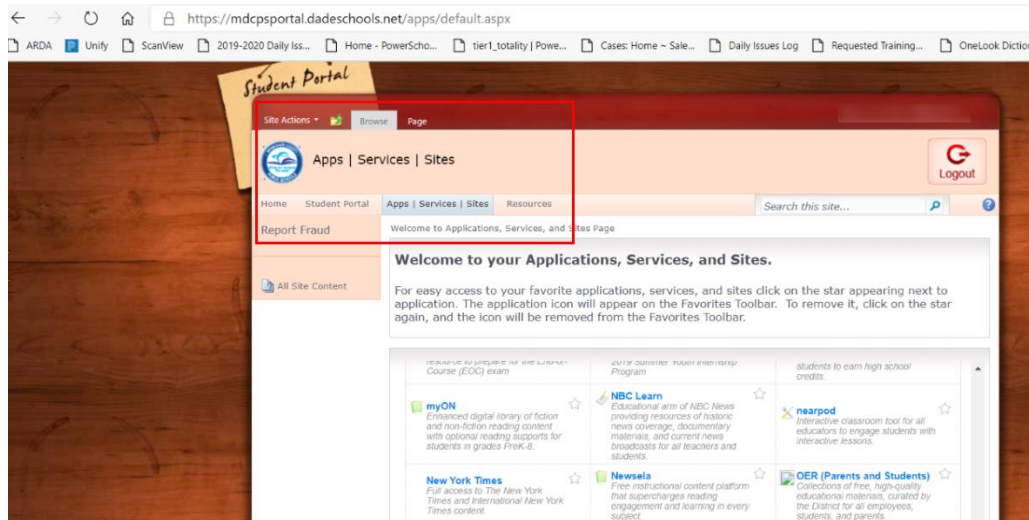 https://mdcpsportal.dadeschools.net/apps/default.aspx
ARDA Unify ScanView 2019-2020 Daily Iss... Home - PowerScho... tier1_totality | Powe... Cases: Home ~ Sale... Daily Issues Log Requested Training... OneLook Diction
Student Portal
Site Actions Browse Page
Apps | Services | Sites
Logout
Home Student Portal Apps | Services | Sites Resources
Search this site...
Report Fraud
Welcome to Applications, Services, and Sites Page
All Site Content
Welcome to your Applications, Services, and Sites.
For easy access to your favorite applications, services, and sites click on the star appearing next to
application. The application icon will appear on the Favorites Toolbar. To remove it, click on the star
again, and the icon will be removed from the Favorites Toolbar.
resource to prepare for the End-of-
Course (EOC) exam
2019 Summer Youth Internship
Program
students to earn high school
credits.
myON
Enhanced digital library of fiction
and non-fiction reading content
with optional reading supports for
students in grades PreK-8.
NBC Learn
Educational arm of NBC News
providing resources of historic
news coverage, documentary
materials, and current news
broadcasts for all teachers and
students.
nearpod
Interactive classroom tool for all
educators to engage students with
interactive lessons.
New York Times
Full access to The New York
Times and International New York
Times content.
Newsela
Free instructional content platform
that supercharges reading
engagement and learning in every
subject.
OER (Parents and Students)
Collections of free, high-quality
educational materials, curated by
the District for all employees,
students, and parents.